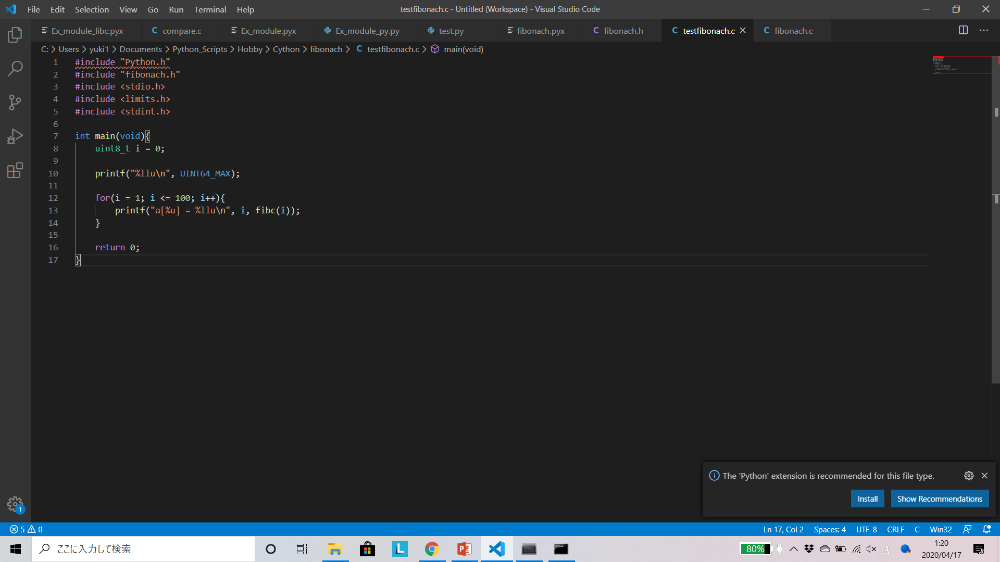 File Edit Selection View Go Run Terminal Help
testfibonach.c - Untitled (Workspace) - Visual Studio Code
Ex_module_libc.pyx
C compare.c
Ex_module.pyx
Ex_module_py.py
test.py
fibonach.pyx
C fibonach.h
C testfibonach.c
C fibonach.c
C: > Users > yuki1 > Documents > Python_Scripts > Hobby > Cython > fibonach > C testfibonach.c > main(void)
1 #include "Python.h"
2 #include "fibonach.h"
3 #include <stdio.h>
4 #include <limits.h>
5 #include <stdint.h>
6
7 int main(void){
8 uint8_t i = 0;
9
10 printf("%llu\n", UINT64_MAX);
11
12 for(i = 1; i <= 100; i++){
13 printf("a[%u] = %llu\n", i, fibc(i));
14 }
15
16 return 0;
17 }
The 'Python' extension is recommended for this file type.
Install
Show Recommendations
1
5 0
Ln 17, Col 2 Spaces: 4 UTF-8 CRLF C Win32
ここに入力して検索
L
80%
A
1:20
2020/04/17